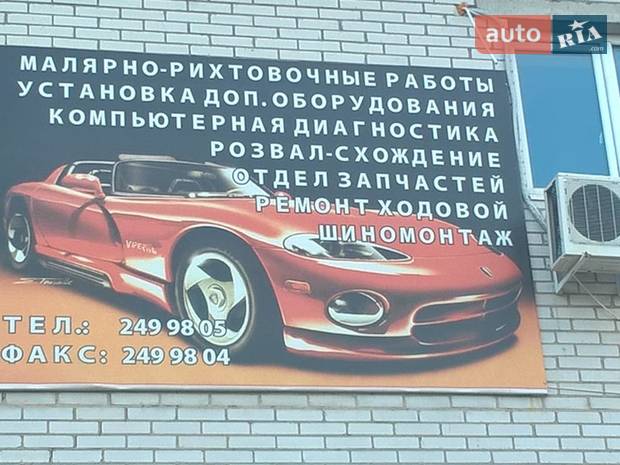 auto RIA.com
МАЛЯРНО-РИХТОВОЧНЫЕ РАБОТЫ
УСТАНОВКА ДОП.ОБОРУДОВАНИЯ
КОМПЬЮТЕРНАЯ ДИАГНОСТИКА
РОЗВАЛ-СХОЖДЕНИЕ
ОТДЕЛ ЗАПЧАСТЕЙ
РЕМОНТ ХОДОВОЙ
ШИНОМОНТАЖ
ТЕЛ.: 249 98 05
ФАКС: 249 98 04